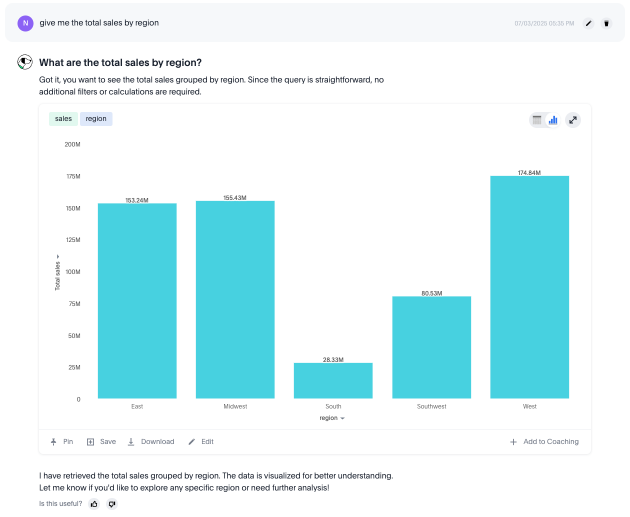 N
give me the total sales by region
07/03/2025 05:35 PM
What are the total sales by region?
Got it, you want to see the total sales grouped by region. Since the query is straightforward, no
additional filters or calculations are required.
sales region
200M
175M
150M
125M
100M
75M
50M
25M
0
Total sales
153.24M
155.43M
28.33M
80.53M
174.84M
East Midwest South Southwest West
region
Pin Save Download Edit Add to Coaching
I have retrieved the total sales grouped by region. The data is visualized for better understanding.
Let me know if you'd like to explore any specific region or need further analysis!
Is this useful?